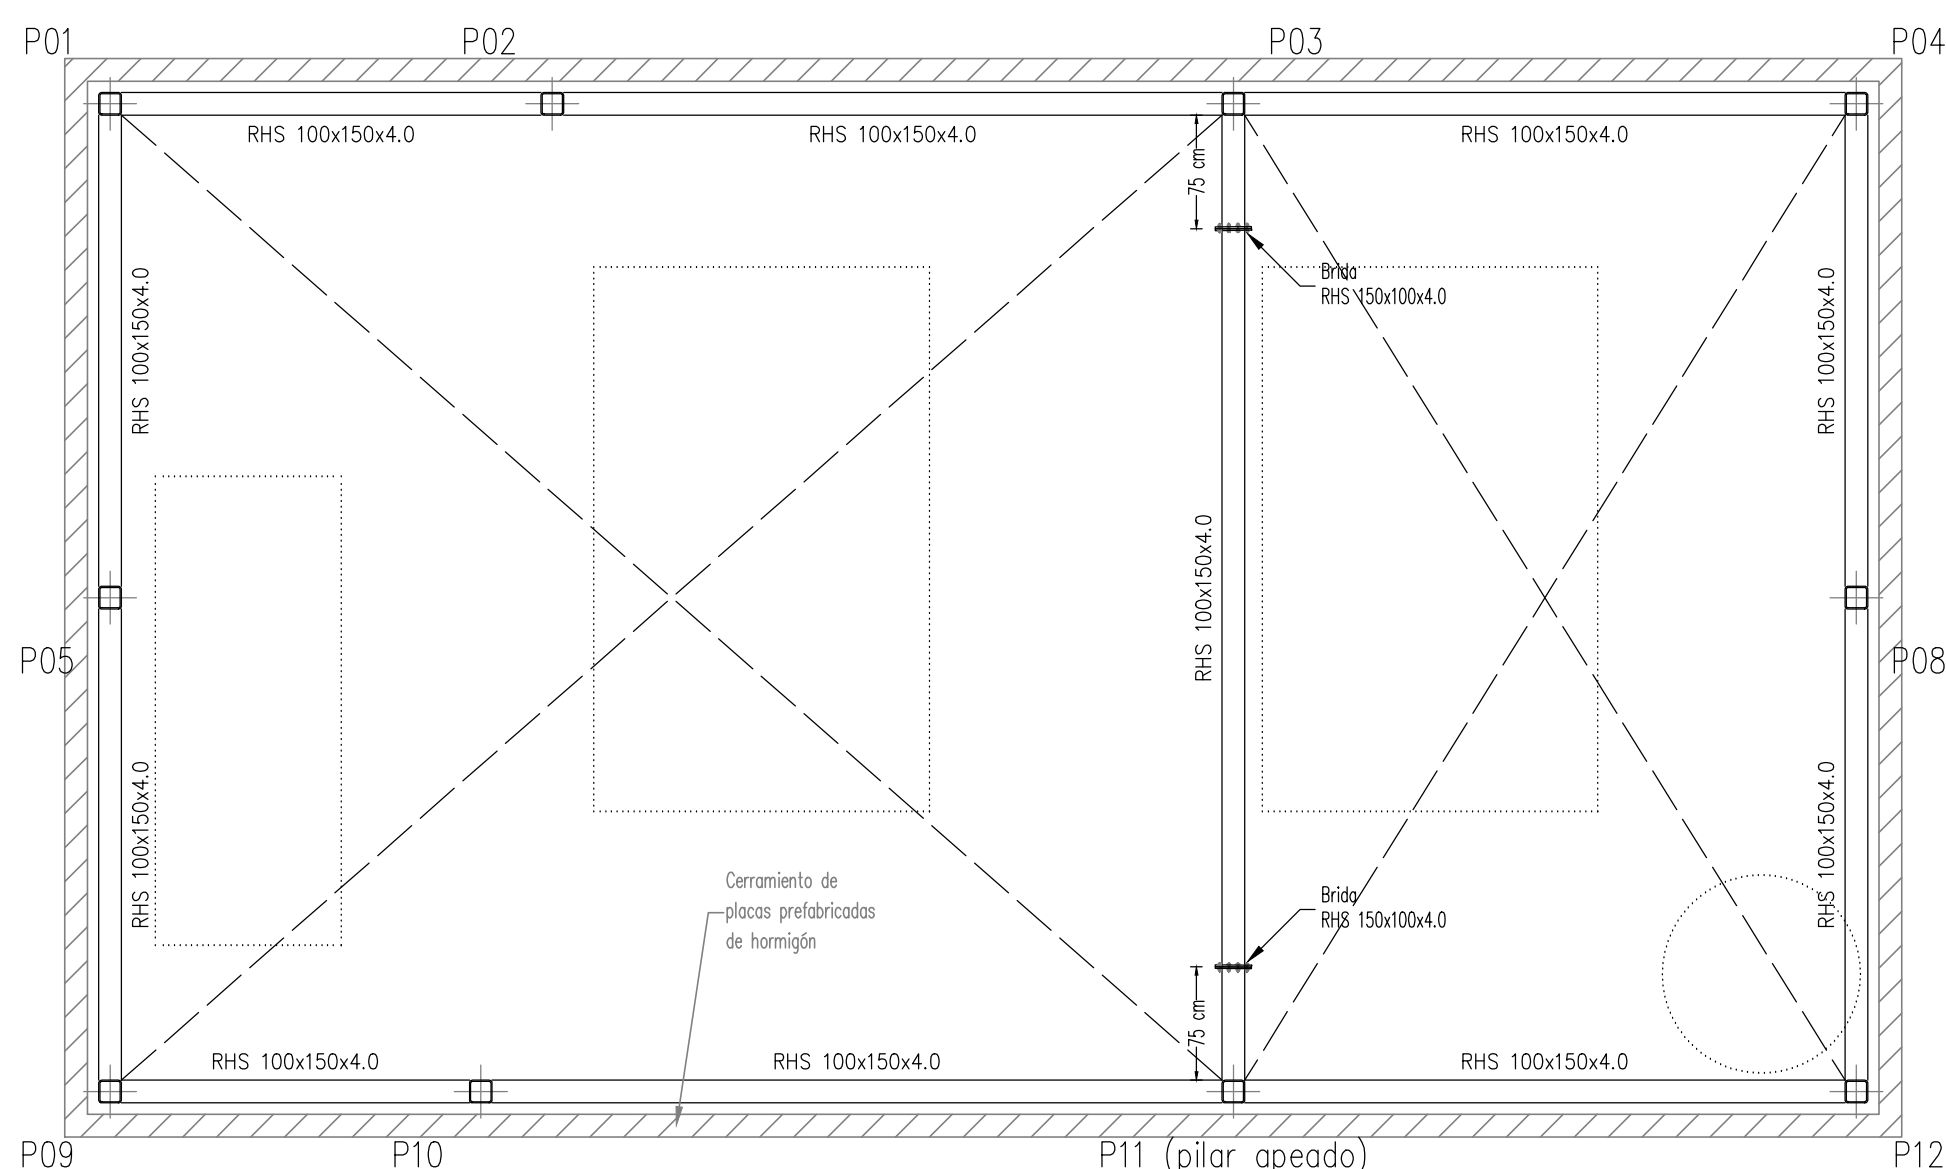 P01
P02
P03
P04
RHS 100x150x4.0
RHS 100x150x4.0
RHS 100x150x4.0
75 cm
Brida
RHS 150x100x4.0
RHS 100x150x4.0
RHS 100x150x4.0
RHS 100x150x4.0
P05
P08
RHS 100x150x4.0
RHS 100x150x4.0
Cerramiento de
placas prefabricadas
de hormigón
Brida
RHS 150x100x4.0
75 cm
RHS 100x150x4.0
RHS 100x150x4.0
RHS 100x150x4.0
P09
P10
P11 (pilar apeado)
P12